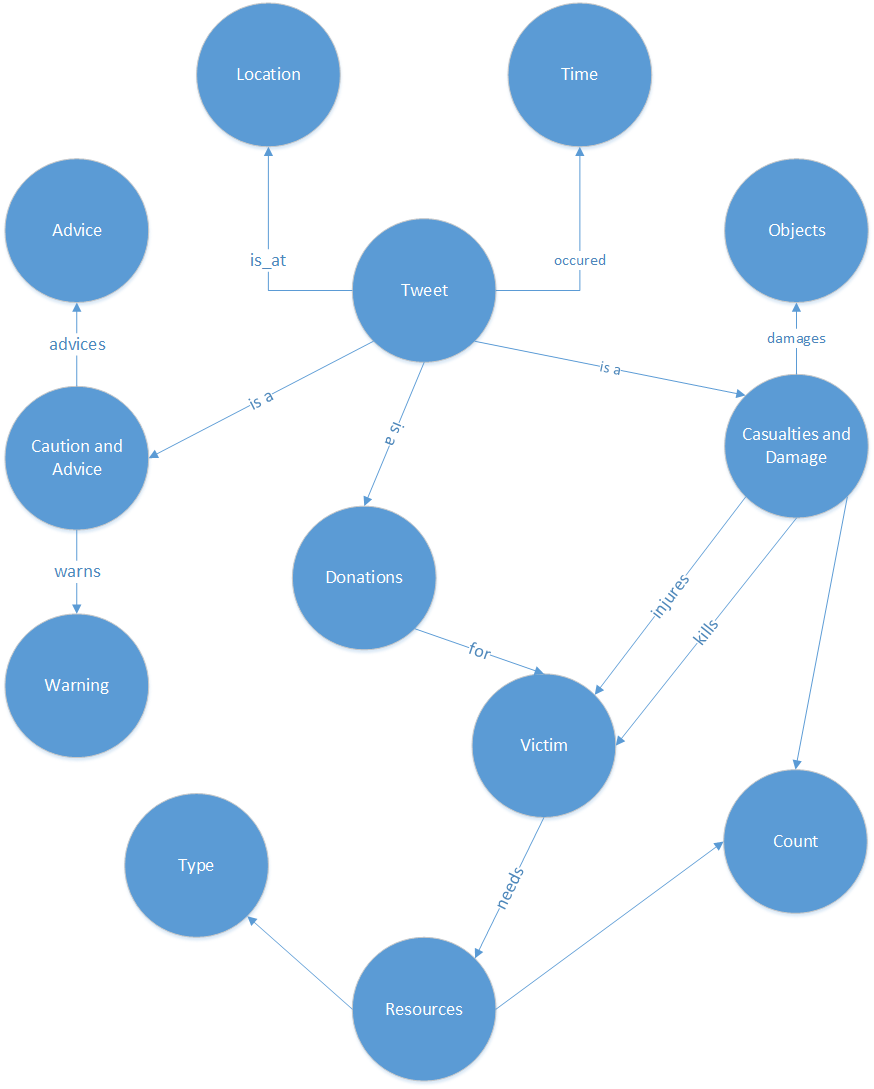 Location
Time
Advice
Objects
is_at
occured
Tweet
advices
damages
is a
is a
is a
Caution and
Advice
Casualties and
Damage
warns
Donations
injures
kills
for
Warning
Victim
Type
Count
needs
Resources